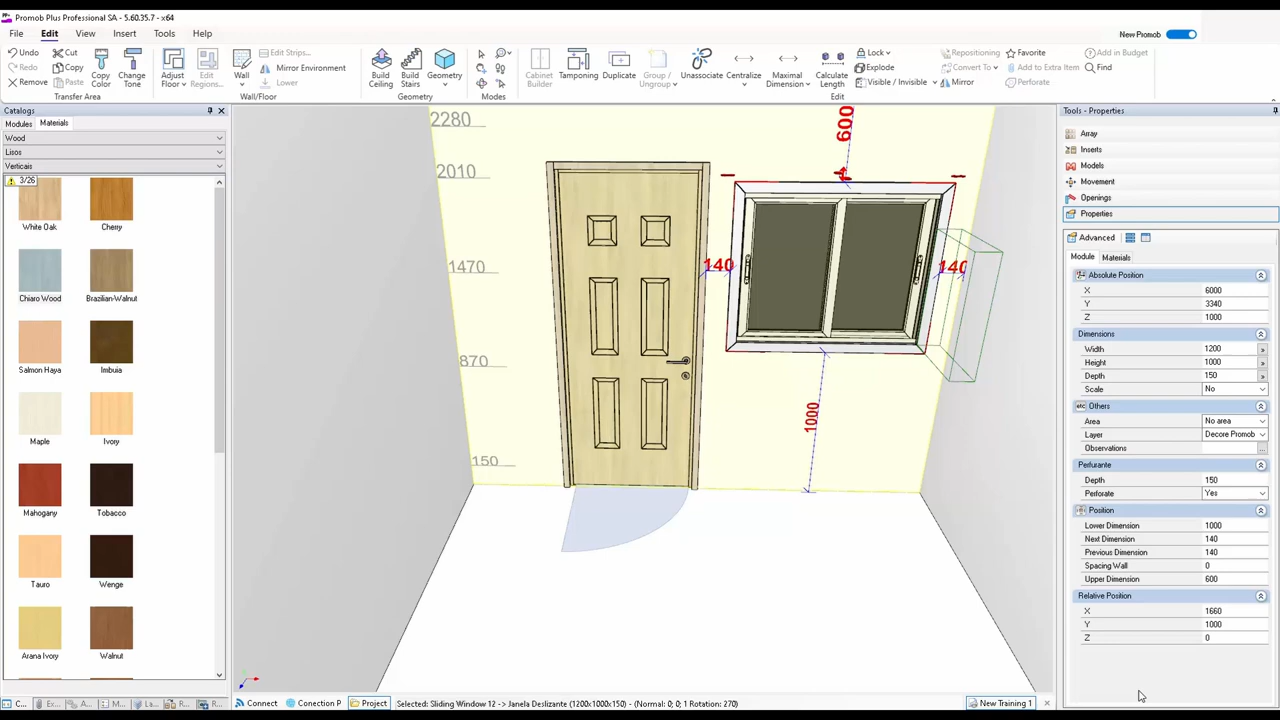 Promob Plus Professional SA - 5.60.35.7 - x64
File Edit View Insert Tools Help
New Promob
Undo
Redo
Remove
Cut
Copy
Paste
Copy Color
Change Tone
Transfer Area
Adjust Floor
Edit Regions...
Wall
Edit Strips...
Mirror Environment
Lower
Wall/Floor
Build Ceiling
Build Stairs
Geometry
Geometry
Modes
Cabinet Builder
Tamponing
Duplicate
Group / Ungroup
Unassociate
Centralize
Maximal Dimension
Calculate Length
Lock
Explode
Visible / Invisible
Repositioning
Convert To
Mirror
Favorite
Add to Extra Item
Perforate
Add in Budget
Find
Edit
Catalogs
Modules Materials
Wood
Lisos
Verticais
3/26
White Oak
Cherry
Chiaro Wood
Brazilian-Walnut
Salmon Haya
Imbuia
Maple
Ivory
Mahogany
Tobacco
Tauro
Wenge
Arana Ivory
Walnut
C...
Ex...
A...
M...
La...
R...
R...
2280
2010
1470
870
150
600
140
140
1000
Tools - Properties
Array
Inserts
Models
Movement
Openings
Properties
Advanced
Module Materials
Absolute Position
X 6000
Y 3340
Z 1000
Dimensions
Width 1200
Height 1000
Depth 150
Scale No
Others
Area No area
Layer Decore Promob
Observations
Perfurante
Depth 150
Perforate Yes
Position
Lower Dimension 1000
Next Dimension 140
Previous Dimension 140
Spacing Wall 0
Upper Dimension 600
Relative Position
X 1660
Y 1000
Z 0
Connect
Conection P
Project
Selected: Sliding Window 12 -> Janela Deslizante (1200x1000x150) - (Normal: 0; 0; 1 Rotation: 270)
New Training 1